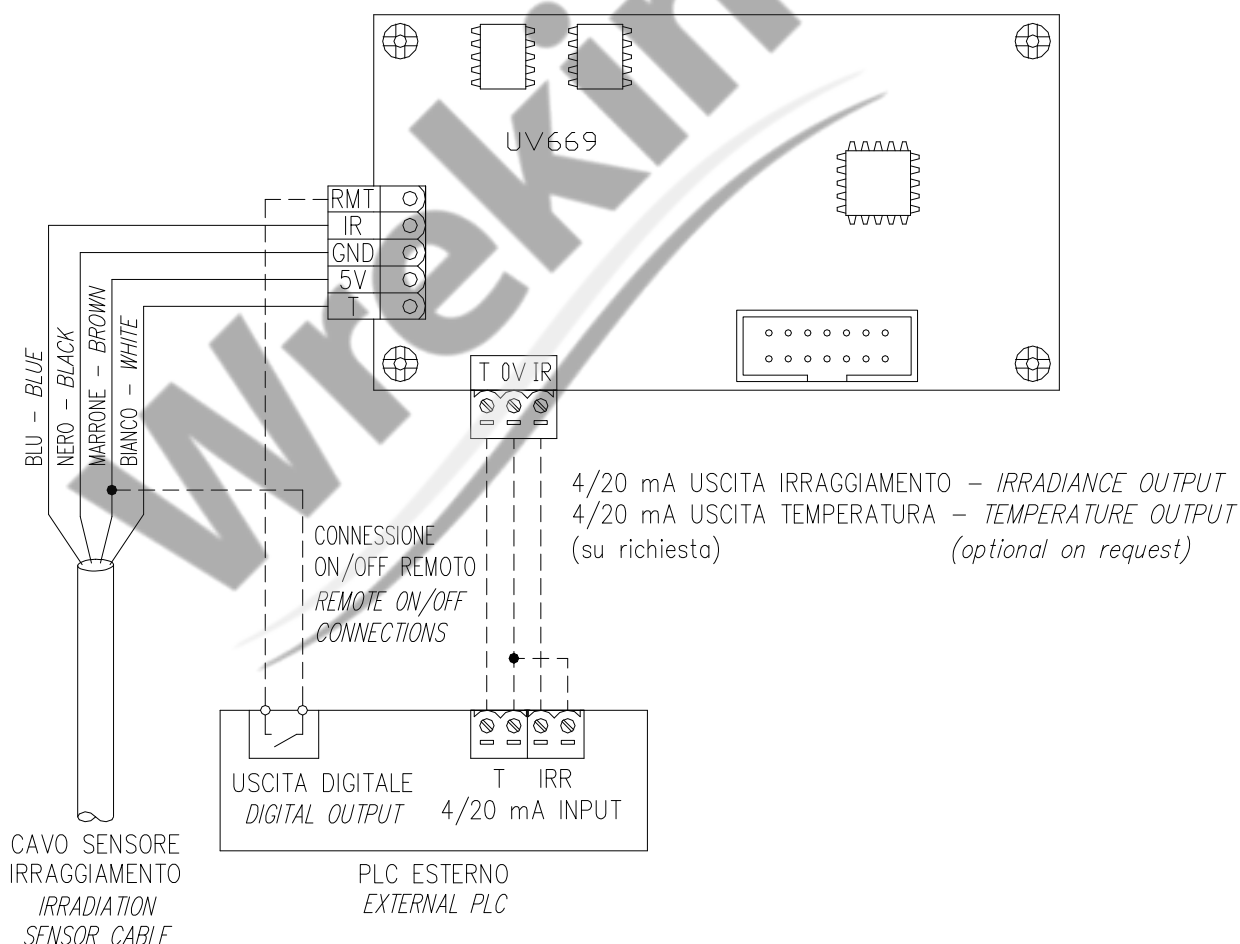 Wrekin
UV669
RMT
IR
GND
5V
T
BLU - BLUE
NERO - BLACK
MARRONE - BROWN
BIANCO - WHITE
T 0V IR
4/20 mA USCITA IRRAGGIAMENTO - IRRADIANCE OUTPUT
4/20 mA USCITA TEMPERATURA - TEMPERATURE OUTPUT
(su richiesta) (optional on request)
CONNESSIONE
ON/OFF REMOTO
REMOTE ON/OFF
CONNECTIONS
USCITA DIGITALE
DIGITAL OUTPUT
T IRR
4/20 mA INPUT
PLC ESTERNO
EXTERNAL PLC
CAVO SENSORE
IRRAGGIAMENTO
IRRADIATION
SENSOR CABLE